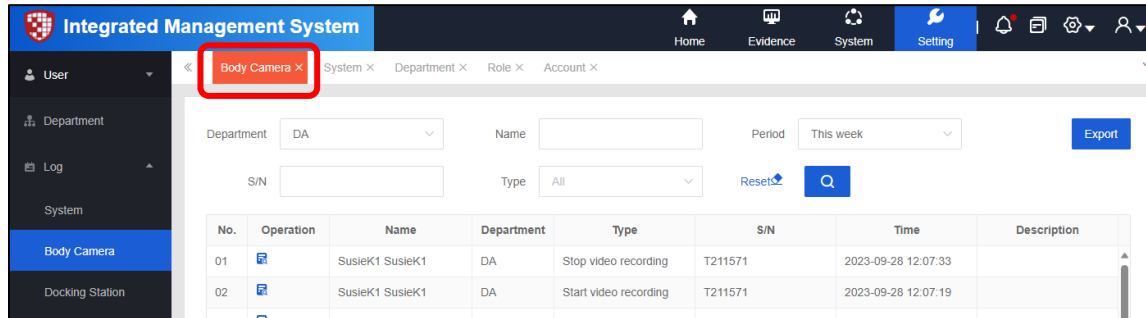 Integrated Management System
Home Evidence System Setting
User
Body Camera × System × Department × Role × Account ×
Department
Department DA Name Period This week Export
Log
S/N Type All Reset
System
No. Operation Name Department Type S/N Time Description
Body Camera
01 SusieK1 SusieK1 DA Stop video recording T211571 2023-09-28 12:07:33
Docking Station
02 SusieK1 SusieK1 DA Start video recording T211571 2023-09-28 12:07:19